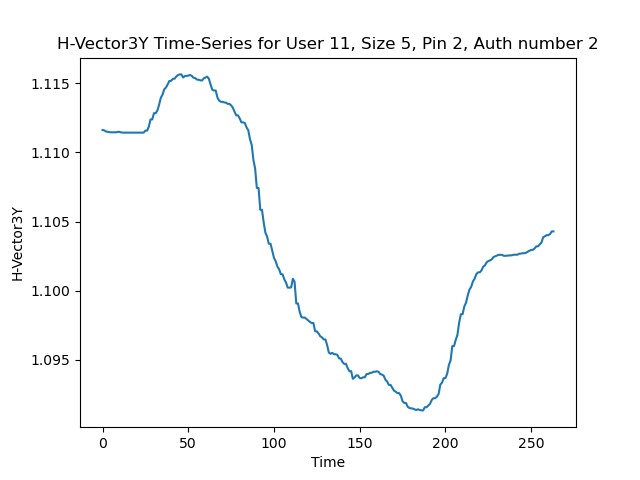 H-Vector3Y Time-Series for User 11, Size 5, Pin 2, Auth number 2
1.115
1.110
1.105
1.100
1.095
H-Vector3Y
0 50 100 150 200 250
Time